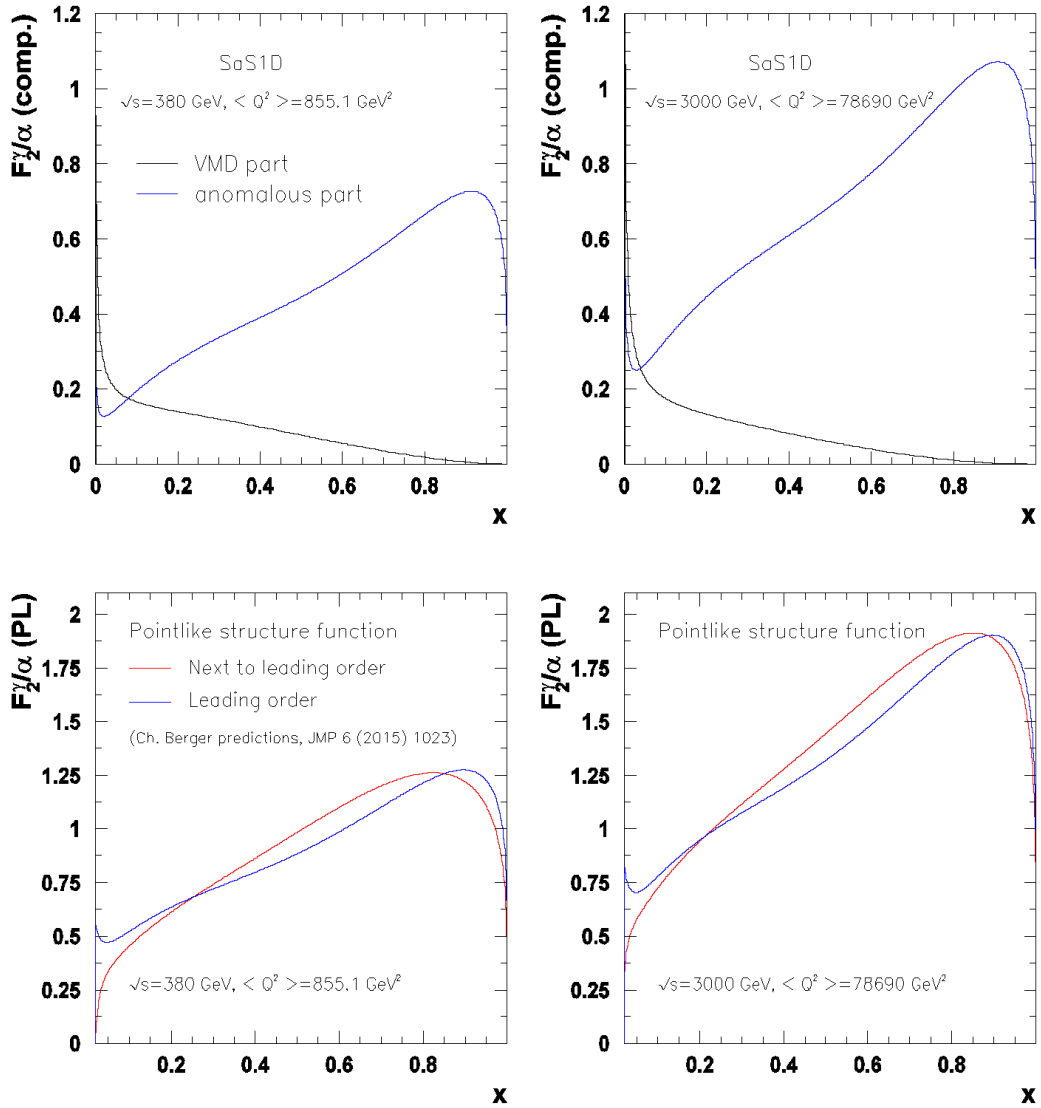 F₂^γ/α (comp.)
1.2
1
0.8
0.6
0.4
0.2
0
SaS1D
√s=380 GeV, < Q² >=855.1 GeV²
VMD part
anomalous part
0 0.2 0.4 0.6 0.8
x
F₂^γ/α (comp.)
1.2
1
0.8
0.6
0.4
0.2
0
SaS1D
√s=3000 GeV, < Q² >=78690 GeV²
0 0.2 0.4 0.6 0.8
x
F₂^γ/α (PL)
2
1.75
1.5
1.25
1
0.75
0.5
0.25
0
Pointlike structure function
Next to leading order
Leading order
(Ch. Berger predictions, JMP 6 (2015) 1023)
√s=380 GeV, < Q² >=855.1 GeV²
0.2 0.4 0.6 0.8
x
F₂^γ/α (PL)
2
1.75
1.5
1.25
1
0.75
0.5
0.25
0
Pointlike structure function
√s=3000 GeV, < Q² >=78690 GeV²
0.2 0.4 0.6 0.8
x